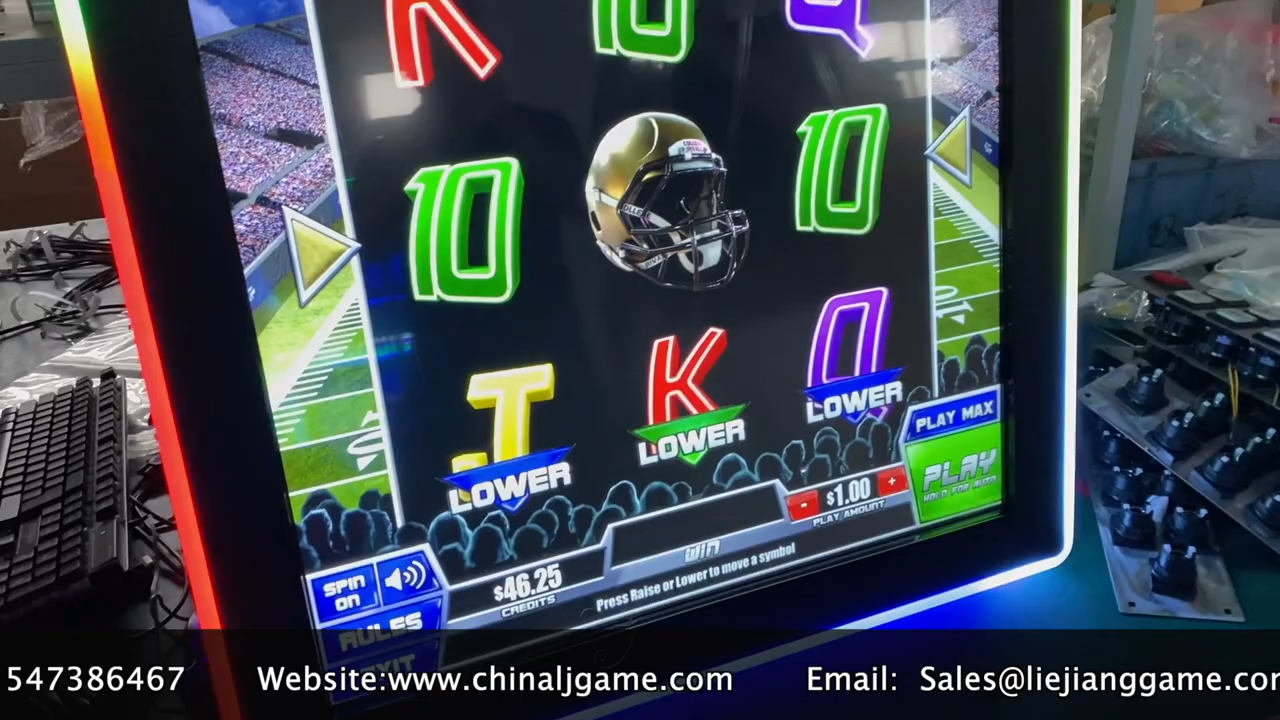 K
10
Q
10
10
J
K
Q
LOWER
LOWER
LOWER
PLAY MAX
PLAY
HOLD FOR AUTO
- $1.00 +
PLAY AMOUNT
WIN
SPIN
ON
$46.25
CREDITS
Press Raise or Lower to move a symbol
RULES
EXIT
547386467 Website:www.chinaljgame.com Email: Sales@liejianggame.com